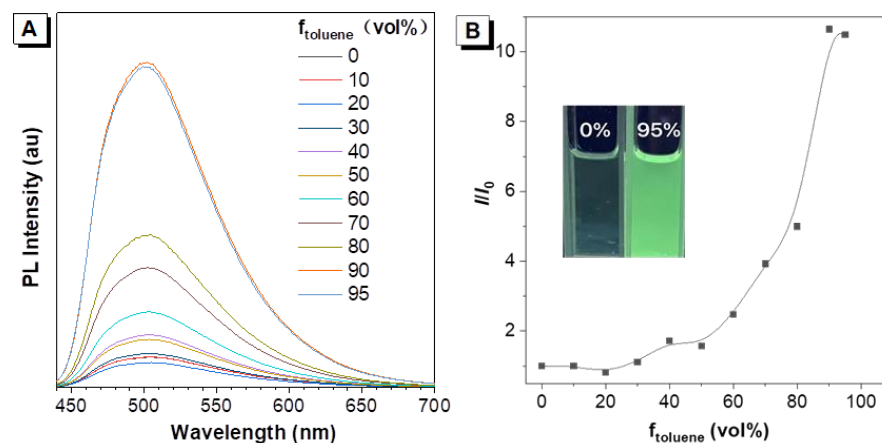 A
f_toluene (vol%)
0
10
20
30
40
50
60
70
80
90
95
PL Intensity (au)
450 500 550 600 650 700
Wavelength (nm)
B
10
8
6
4
2
I/I_0
0% 95%
0 20 40 60 80 100
f_toluene (vol%)